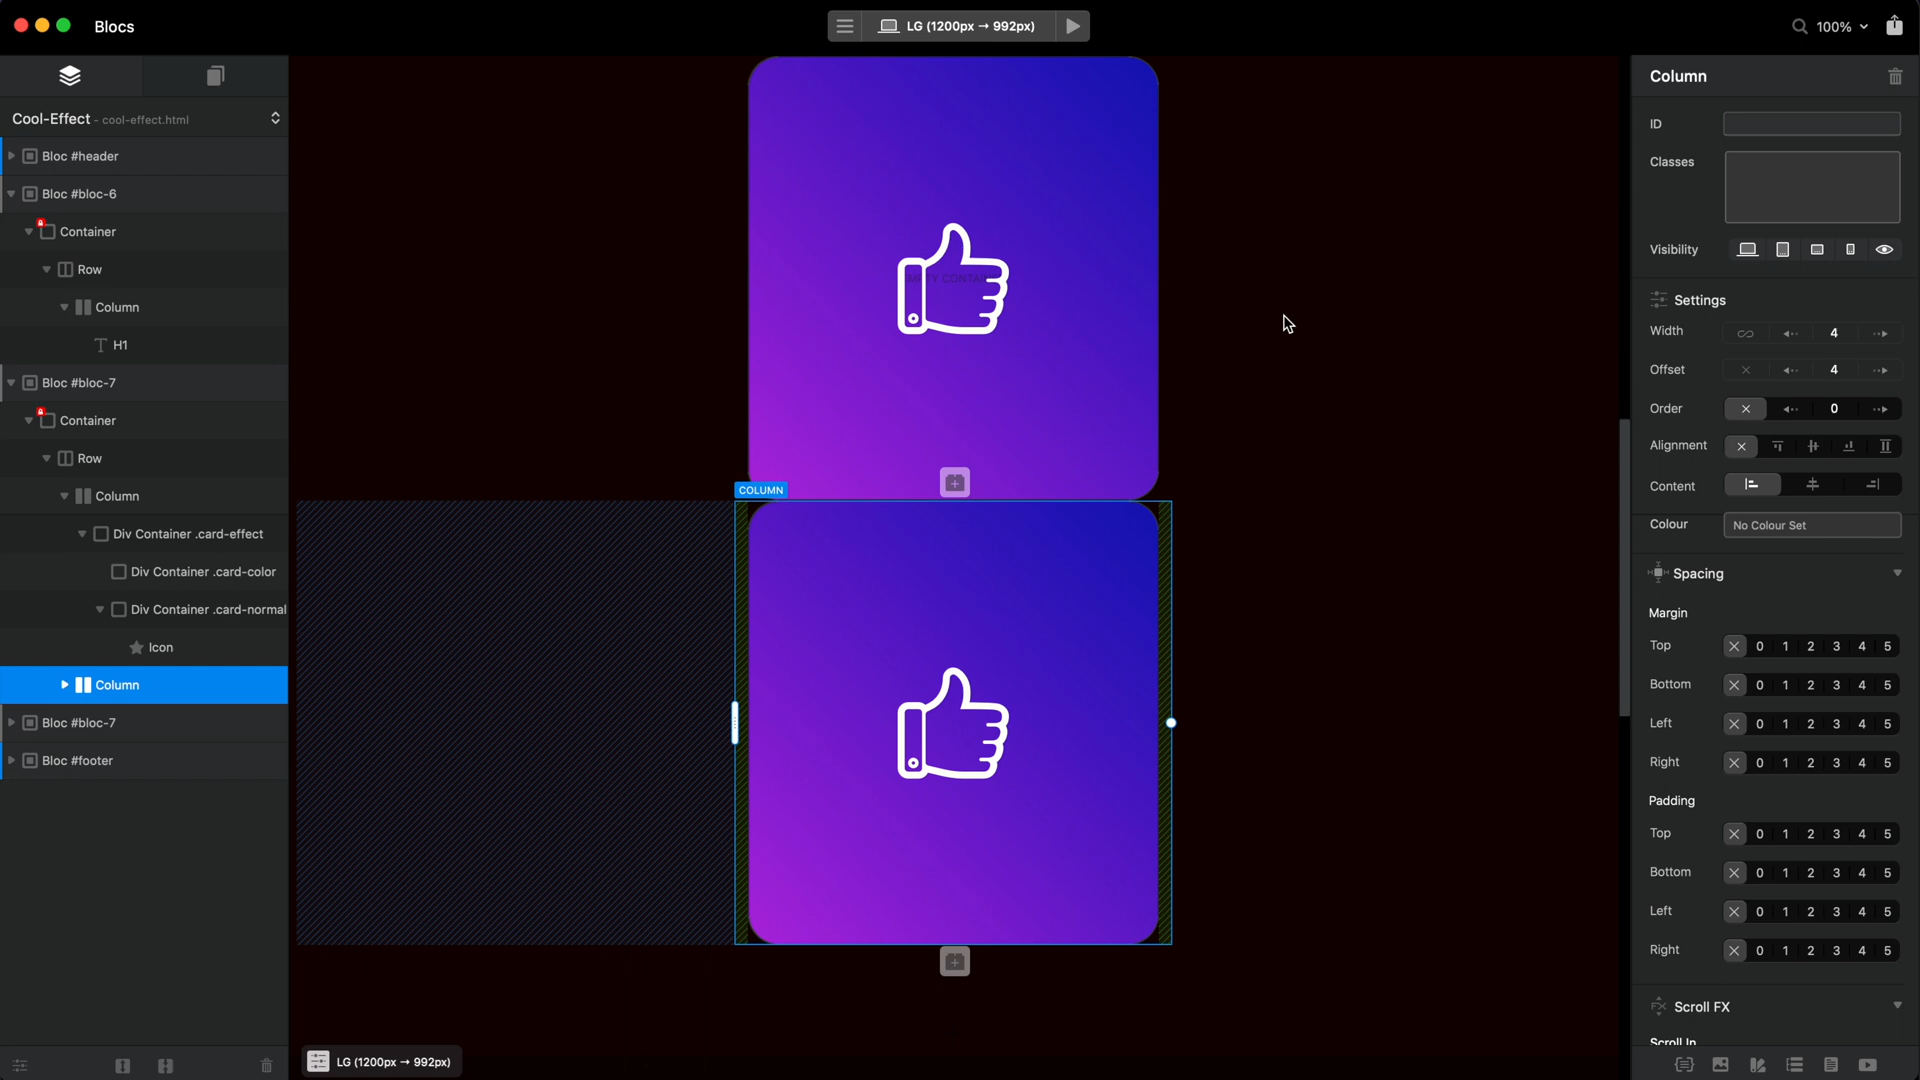 Blocs
LG (1200px → 992px)
100%
Cool-Effect - cool-effect.html
Bloc #header
Bloc #bloc-6
Container
Row
Column
H1
Bloc #bloc-7
Container
Row
Column
Div Container .card-effect
Div Container .card-color
Div Container .card-normal
Icon
Column
Bloc #bloc-7
Bloc #footer
COLUMN
LG (1200px → 992px)
Column
ID
Classes
Visibility
Settings
Width 4
Offset 4
Order 0
Alignment
Content
Colour No Colour Set
Spacing
Margin
Top 0 1 2 3 4 5
Bottom 0 1 2 3 4 5
Left 0 1 2 3 4 5
Right 0 1 2 3 4 5
Padding
Top 0 1 2 3 4 5
Bottom 0 1 2 3 4 5
Left 0 1 2 3 4 5
Right 0 1 2 3 4 5
FX Scroll FX
Scroll In